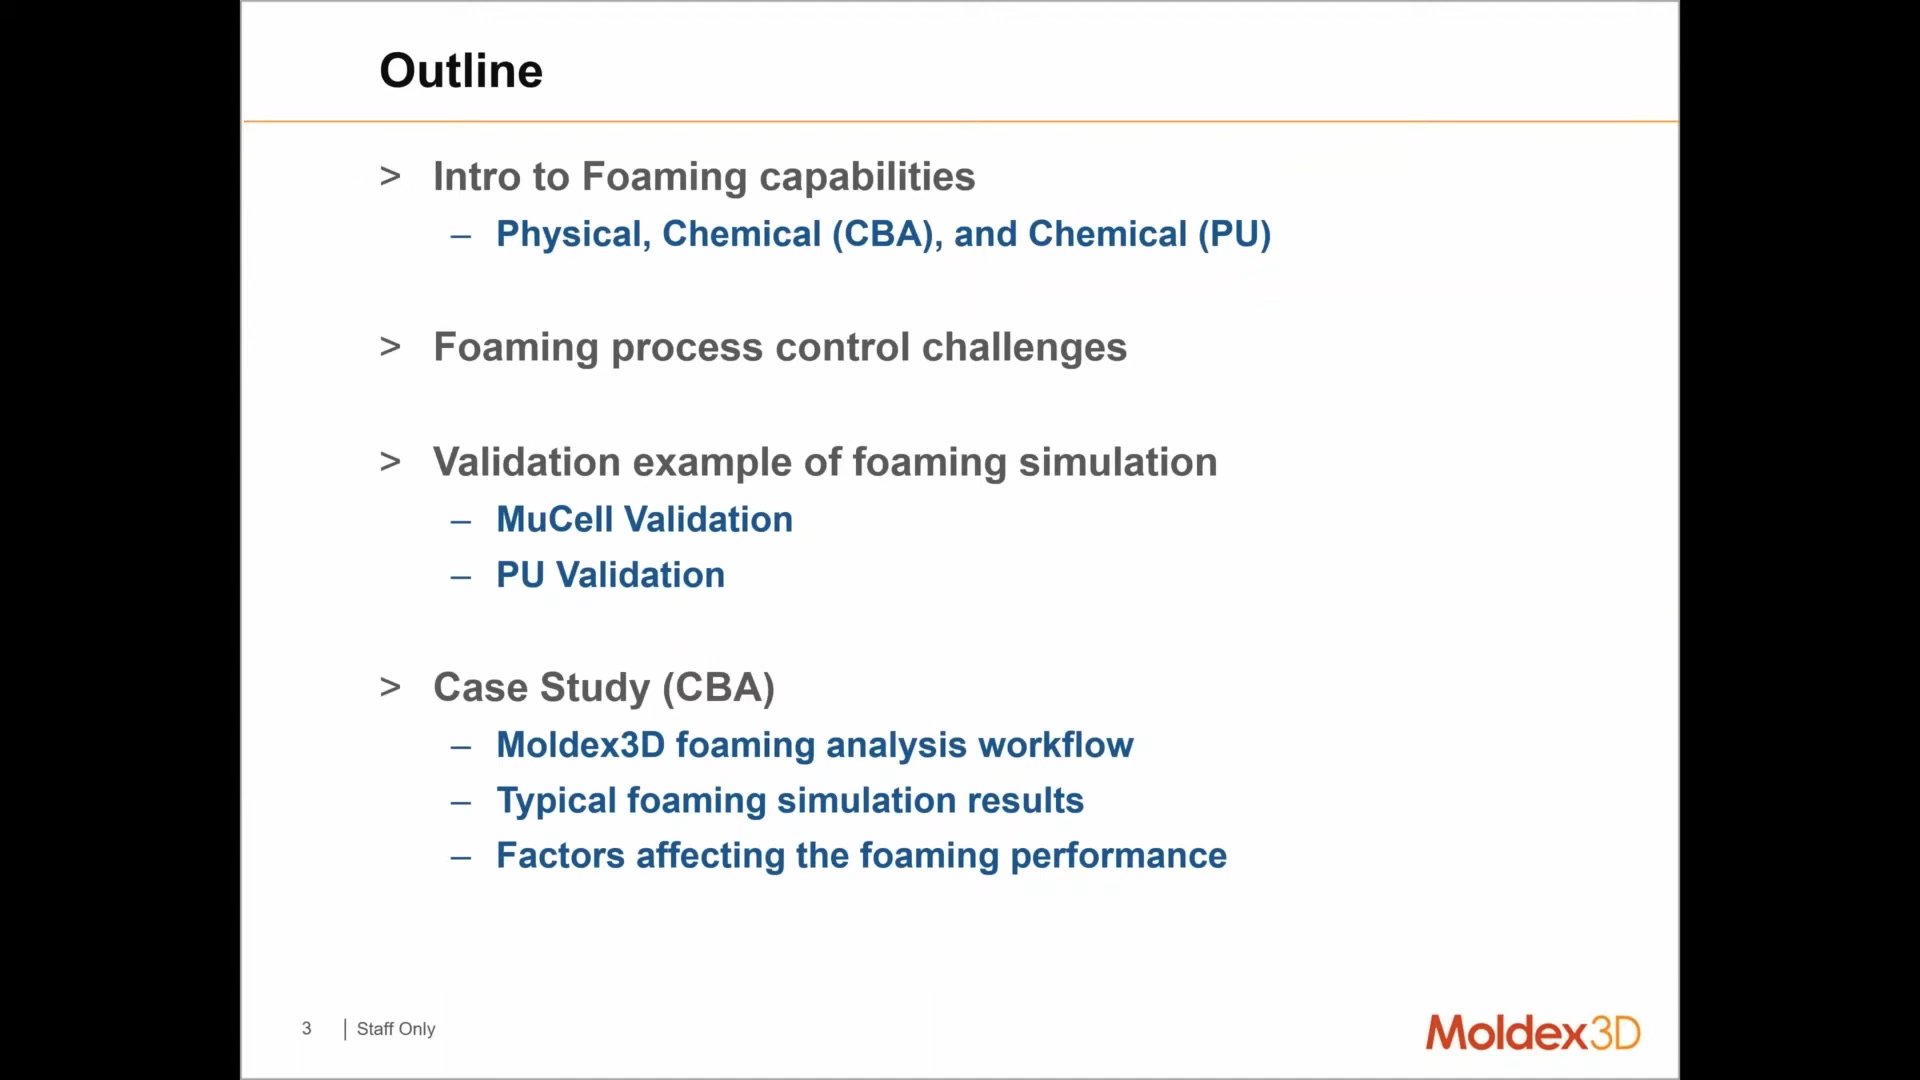 Outline
> Intro to Foaming capabilities
– Physical, Chemical (CBA), and Chemical (PU)
> Foaming process control challenges
> Validation example of foaming simulation
– MuCell Validation
– PU Validation
> Case Study (CBA)
– Moldex3D foaming analysis workflow
– Typical foaming simulation results
– Factors affecting the foaming performance
3 | Staff Only
Moldex3D